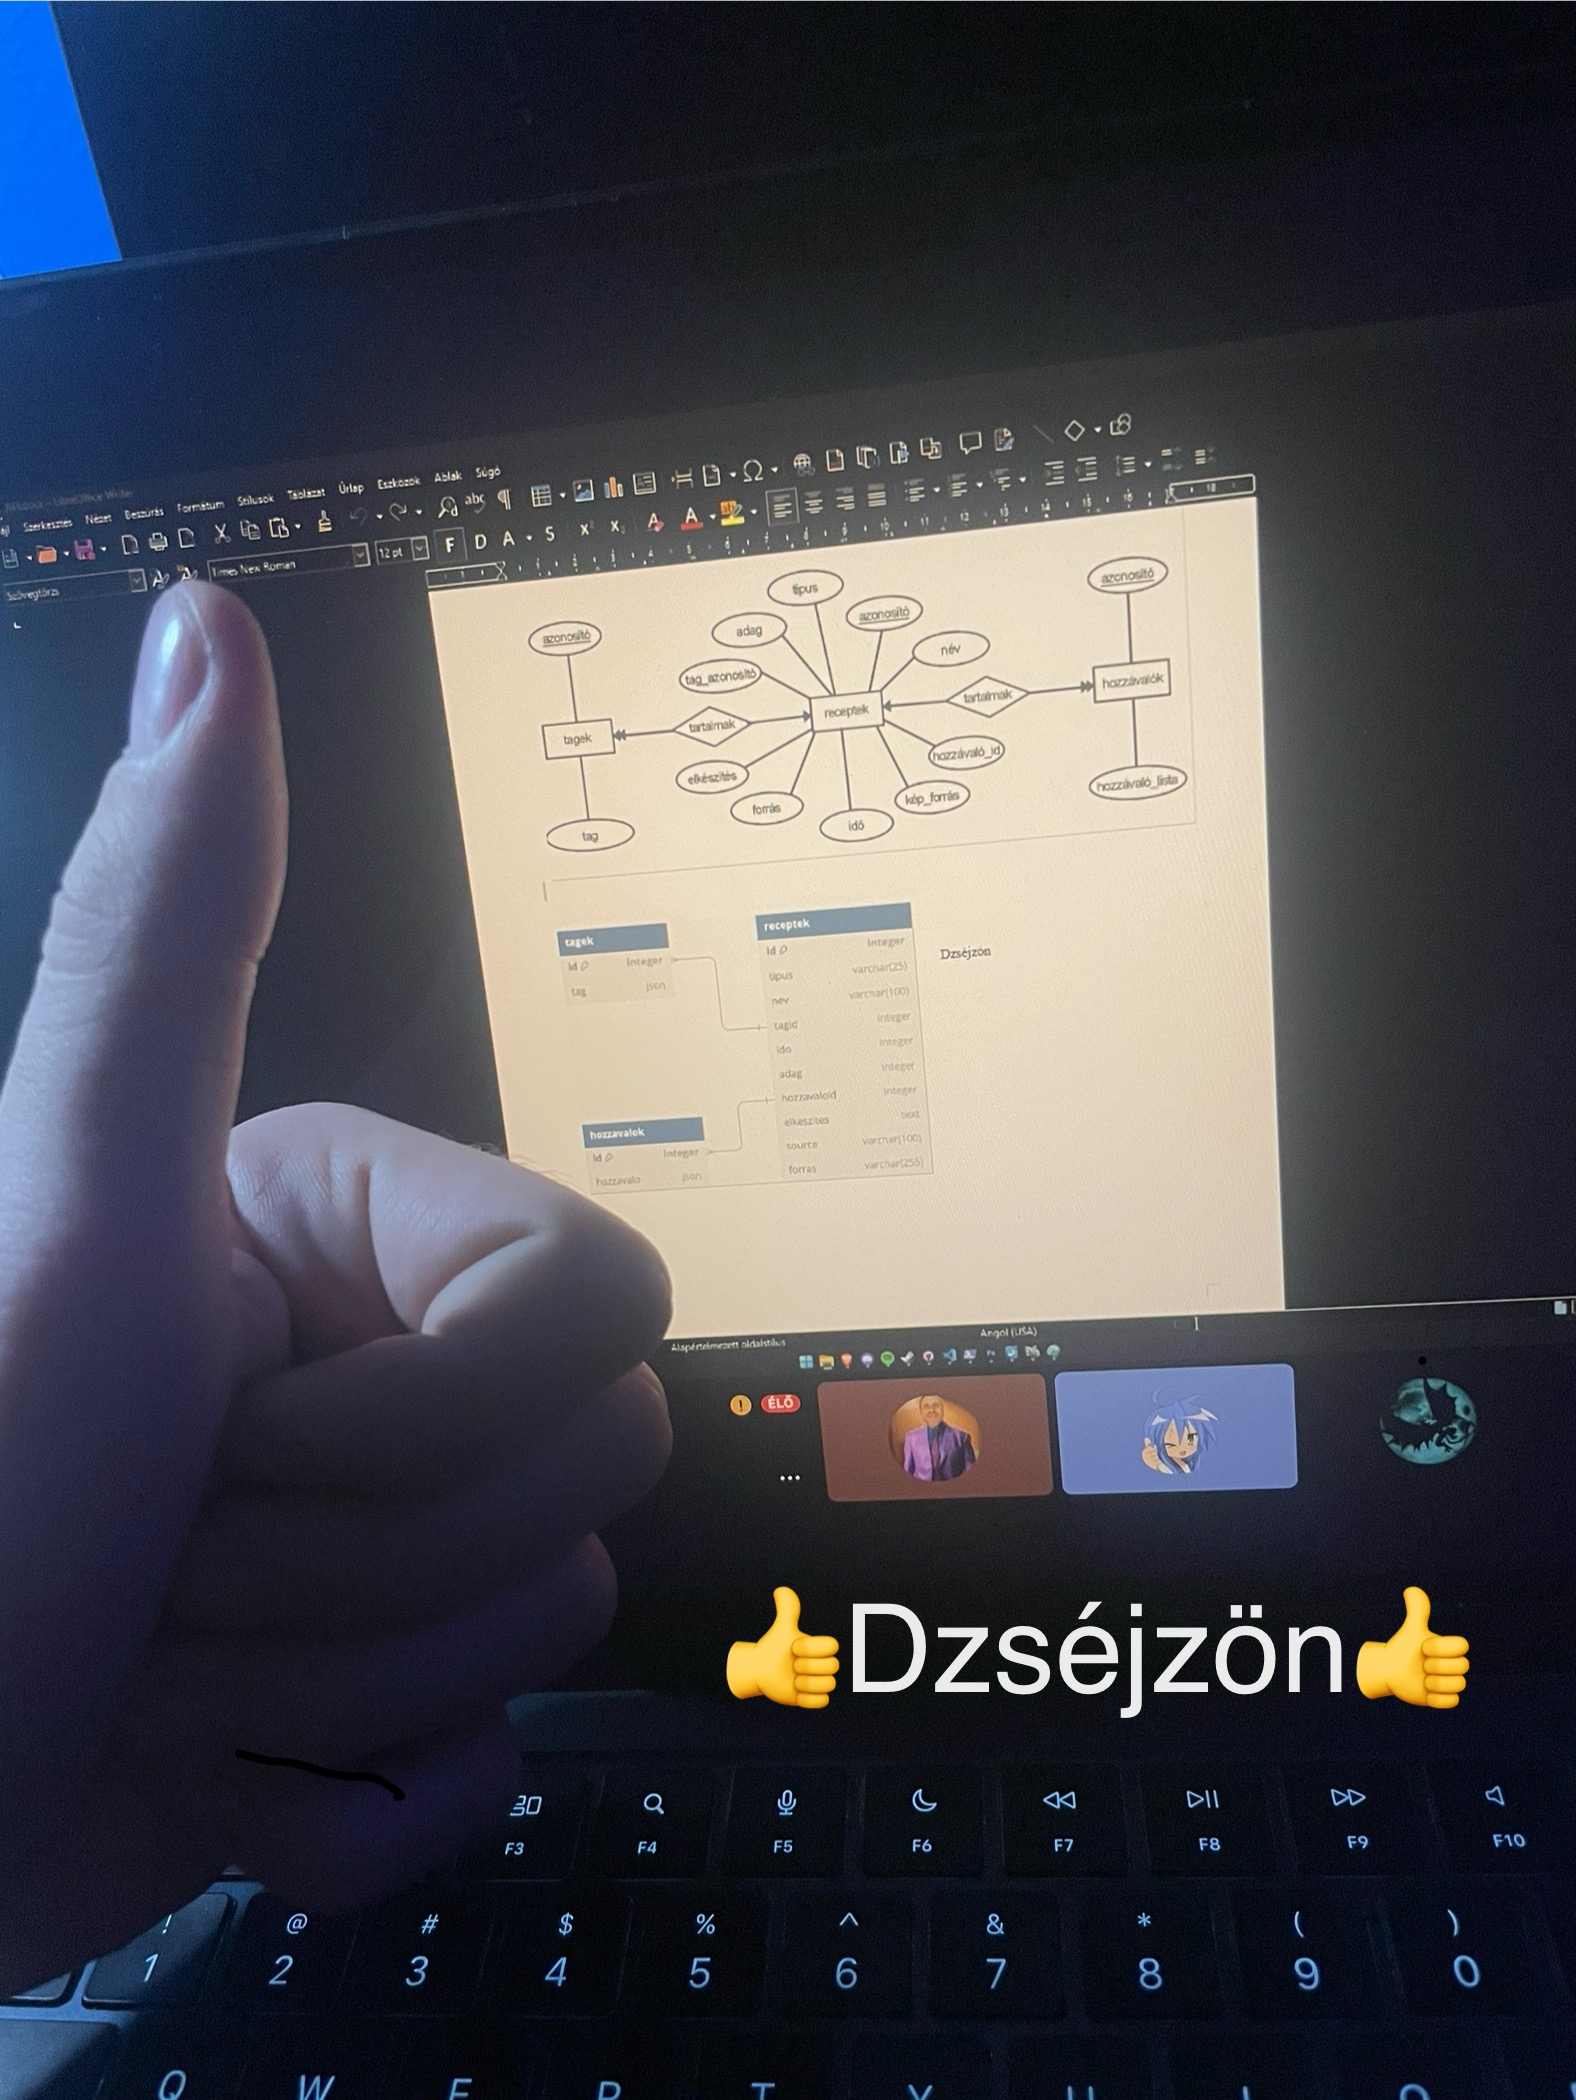 Szerkesztés Nézet Beszúrás Formátum Stílusok Táblázat Űrlap Eszközök Ablak Súgó
Szövegtörzs
Times New Roman
12 pt
F D A S
azonosító
tagek
tag
tartalmak
típus
adag
azonosító
név
tag_azonosító
receptek
elkészítés
forrás
idő
kép_forrás
hozzávaló_id
tartalmak
azonosító
hozzávalók
hozzávaló_lista
tagek
id integer
tag json
receptek
id integer
tipus varchar(25)
nev varchar(100)
tagid integer
ido integer
adag integer
hozzavaloid integer
elkeszites text
source varchar(100)
forras varchar(255)
Dzséjzön
hozzavalok
id integer
hozzavalo json
Alapértelmezett oldalstílus
Angol (USA)
ÉLŐ
👍Dzséjzön👍
F3 F4 F5 F6 F7 F8 F9 F10
! @ # $ % ^ & * ( )
1 2 3 4 5 6 7 8 9 0
Q W